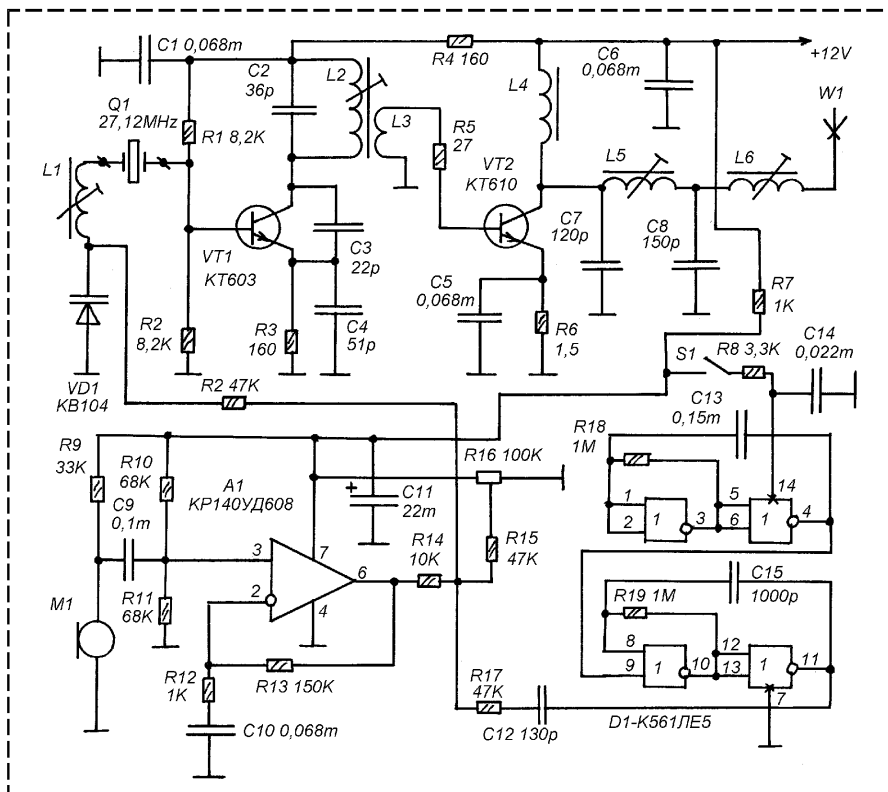 C1 0,068m
C2
36p
L2
R4 160
C6
0,068m
+12V
Q1
27,12MHz
R1 8,2K
L3
R5
27
L4
W1
L1
VT2
КТ610
L5
L6
VT1
КТ603
C3
22p
C7
120p
C8
150p
C5
0,068m
R7
1K
R2
8,2K
R3
160
C4
51p
R6
1,5
C14
0,022m
S1
R8 3,3K
VD1
КВ104
R2 47K
C13
0,15m
R9
33K
R10
68K
A1
КР140УД608
R16 100K
R18
1M
+
C11
22m
14
C9
0,1m
R14
10K
R15
47K
1
2
1
3
5
6
1
4
3
7
2
6
4
C15
1000p
M1
R11
68K
R19 1M
8
9
1
10
12
13
1
11
7
R12
1K
R13 150K
R17
47K
C10 0,068m
C12 130p
D1-К561ЛЕ5